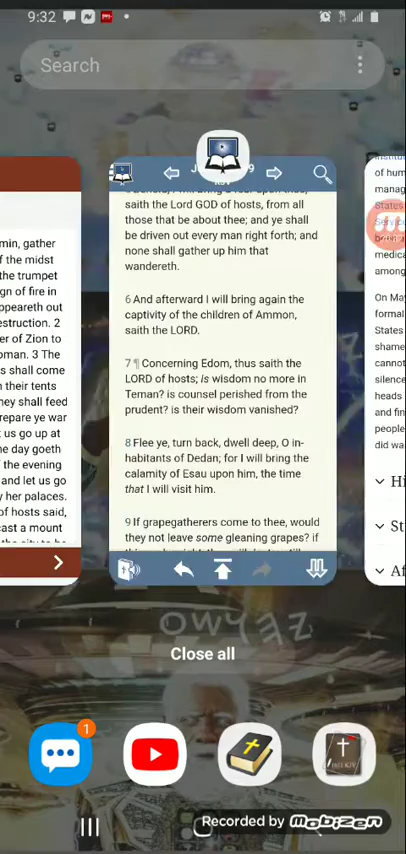 9:32
Search
min, gather
f the midst
the trumpet
gn of fire in
ppeareth out
estruction. 2
er of Zion to
oman. 3 The
s shall come
their tents
ey shall feed
repare ye war
us go up at
he day goeth
the evening
and let us go
y her palaces.
of hosts said,
cast a mount
saith the Lord GOD of hosts, from all
those that be about thee; and ye shall
be driven out every man right forth; and
none shall gather up him that
wandereth.
6 And afterward I will bring again the
captivity of the children of Ammon,
saith the LORD.
7 ¶ Concerning Edom, thus saith the
LORD of hosts; is wisdom no more in
Teman? is counsel perished from the
prudent? is their wisdom vanished?
8 Flee ye, turn back, dwell deep, O in-
habitants of Dedan; for I will bring the
calamity of Esau upon him, the time
that I will visit him.
9 If grapegatherers come to thee, would
they not leave some gleaning grapes? if
of hum
manag
States
medica
among
On May
formal
States
shame
cannot
silence
heads
and fin
people
did wa
Hi
St
Af
Close all
1
Recorded by Mobizen